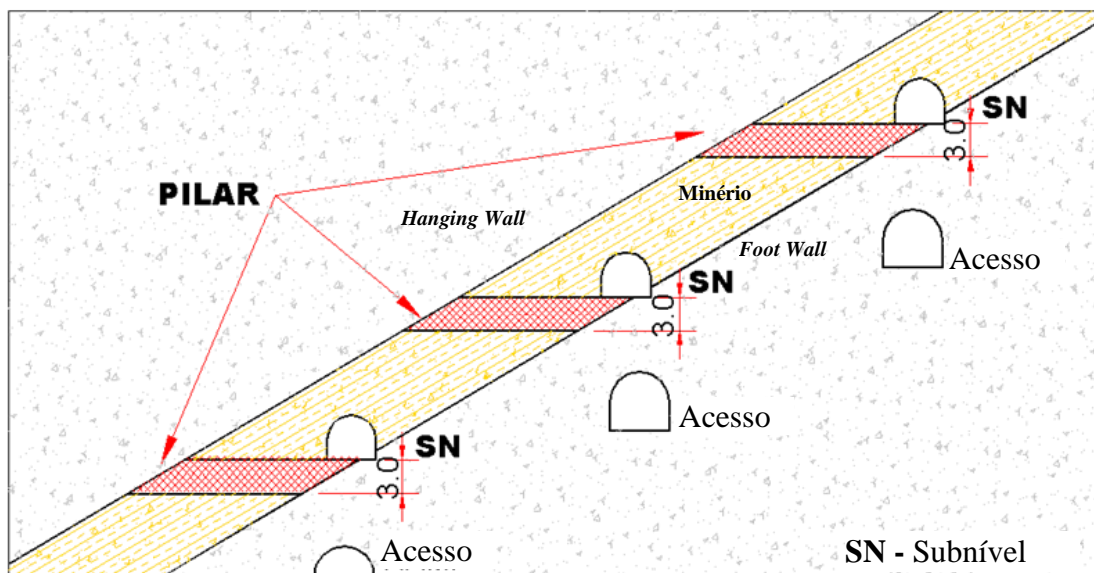 SN
3.0
PILAR
Minério
Hanging Wall
Foot Wall
Acesso
SN
3.0
Acesso
SN
3.0
Acesso
SN - Subnível